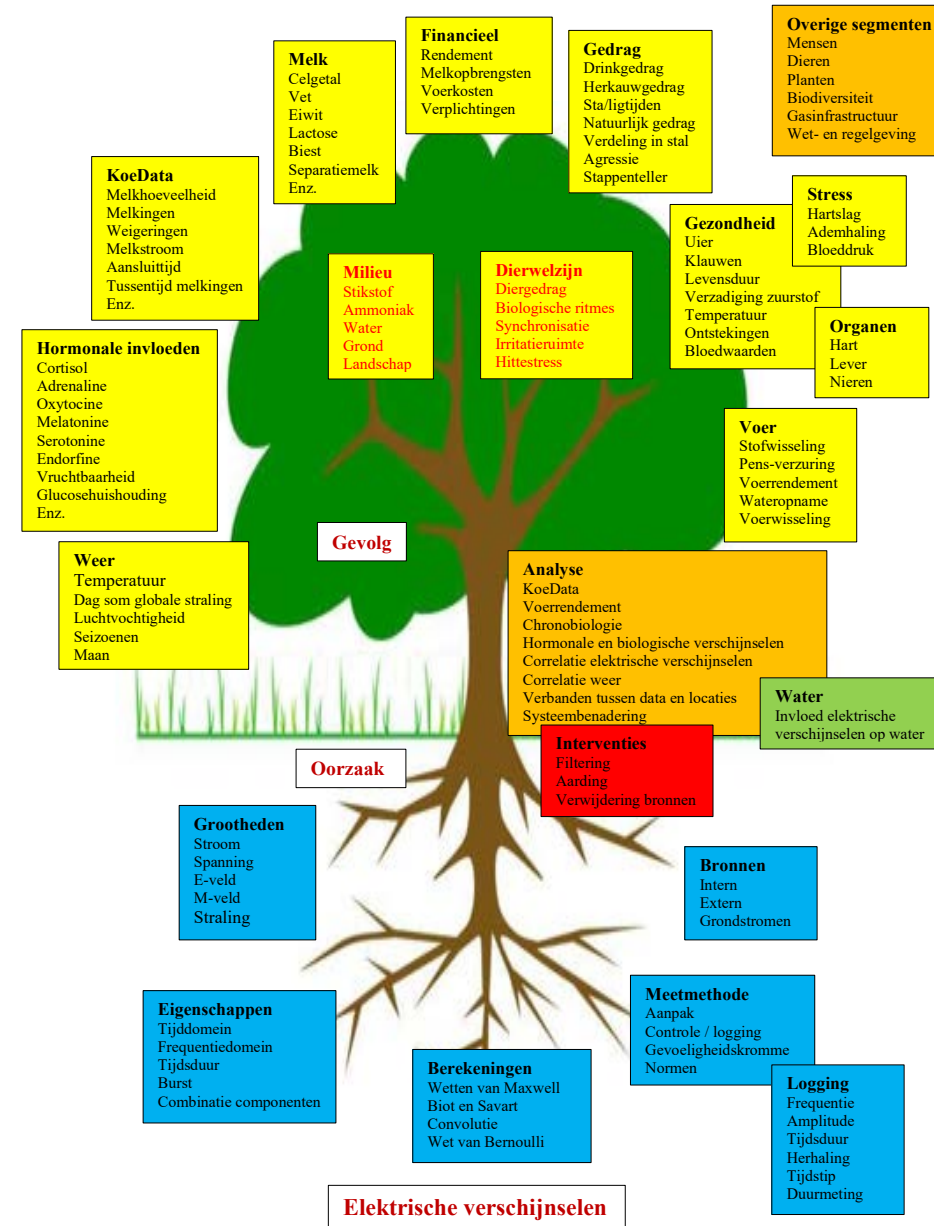 Financieel
Rendement
Melkopbrengsten
Voerkosten
Verplichtingen
Melk
Celgetal
Vet
Eiwit
Lactose
Biest
Separatiemelk
Enz.
Gedrag
Drinkgedrag
Herkauwgedrag
Sta/ligtijden
Natuurlijk gedrag
Verdeling in stal
Agressie
Stappenteller
Overige segmenten
Mensen
Dieren
Planten
Biodiversiteit
Gasinfrastructuur
Wet- en regelgeving
KoeData
Melkhoeveelheid
Melkingen
Weigeringen
Melkstroom
Aansluittijd
Tussentijd melkingen
Enz.
Stress
Hartslag
Ademhaling
Bloeddruk
Gezondheid
Uier
Klauwen
Levensduur
Verzadiging zuurstof
Temperatuur
Ontstekingen
Bloedwaarden
Milieu
Stikstof
Ammoniak
Water
Grond
Landschap
Dierwelzijn
Diergedrag
Biologische ritmes
Synchronisatie
Irritatieruimte
Hittestress
Organen
Hart
Lever
Nieren
Hormonale invloeden
Cortisol
Adrenaline
Oxytocine
Melatonine
Serotonine
Endorfine
Vruchtbaarheid
Glucosehuishouding
Enz.
Voer
Stofwisseling
Pens-verzuring
Voerrendement
Wateropname
Voerwisseling
Gevolg
Weer
Temperatuur
Dag som globale straling
Luchtvochtigheid
Seizoenen
Maan
Analyse
KoeData
Voerrendement
Chronobiologie
Hormonale en biologische verschijnselen
Correlatie elektrische verschijnselen
Correlatie weer
Verbanden tussen data en locaties
Systeembenadering
Water
Invloed elektrische
verschijnselen op water
Interventies
Filtering
Aarding
Verwijdering bronnen
Oorzaak
Grootheden
Stroom
Spanning
E-veld
M-veld
Straling
Bronnen
Intern
Extern
Grondstromen
Eigenschappen
Tijddomein
Frequentiedomein
Tijdsduur
Burst
Combinatie componenten
Meetmethode
Aanpak
Controle / logging
Gevoeligheidskromme
Normen
Berekeningen
Wetten van Maxwell
Biot en Savart
Convolutie
Wet van Bernoulli
Logging
Frequentie
Amplitude
Tijdsduur
Herhaling
Tijdstip
Duurmeting
Elektrische verschijnselen